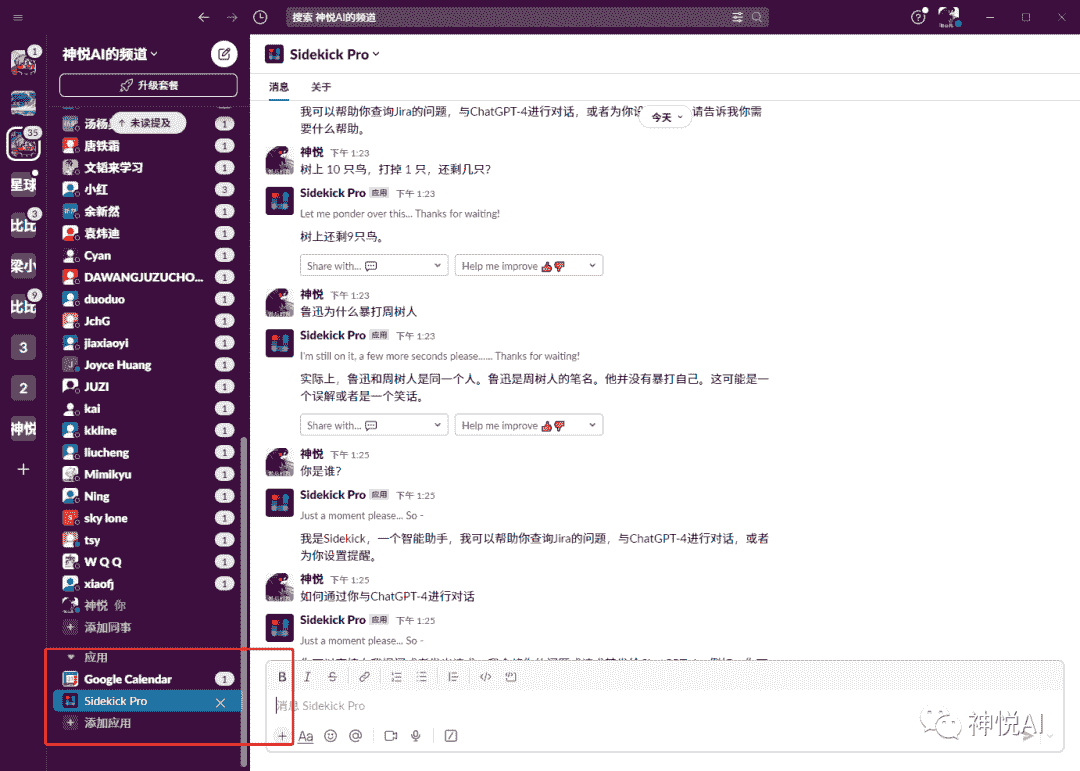 搜索 神悦AI的频道
1
35
星球
比比
3
梁小
比比
9
3
2
神悦
神悦AI的频道
升级套餐
↑ 未读提及
唐铁霜 1
文韬来学习 1
小红 3
余新然 1
袁炜迪 1
Cyan 1
DAWANGJUZUCHO... 1
duoduo 1
JchG 1
jiaxiaoyi 1
Joyce Huang 1
JUZI 1
kai 1
kkline 1
liucheng 1
Mimikyu 1
Ning 1
sky lone 1
tsy 1
W Q Q 1
xiaofj 1
神悦 你
添加同事
应用
Google Calendar 1
Sidekick Pro
添加应用
Sidekick Pro
消息 关于
今天
我可以帮助你查询Jira的问题，与ChatGPT-4进行对话，或者为你设 请告诉我你需
要什么帮助。
神悦 下午 1:23
树上 10 只鸟，打掉 1 只，还剩几只？
Sidekick Pro 应用 下午 1:23
Let me ponder over this... Thanks for waiting!
树上还剩9只鸟。
Share with... Help me improve
神悦 下午 1:23
鲁迅为什么暴打周树人
Sidekick Pro 应用 下午 1:23
I'm still on it, a few more seconds please...... Thanks for waiting!
实际上，鲁迅和周树人是同一个人。鲁迅是周树人的笔名。他并没有暴打自己。这可能是一
个误解或者是一个笑话。
Share with... Help me improve
神悦 下午 1:25
你是谁？
Sidekick Pro 应用 下午 1:25
Just a moment please... So -
我是Sidekick，一个智能助手，我可以帮助你查询Jira的问题，与ChatGPT-4进行对话，或者
为你设置提醒。
神悦 下午 1:25
如何通过你与ChatGPT-4进行对话
Sidekick Pro 应用 下午 1:25
Just a moment please... So -
消息 Sidekick Pro
神悦AI